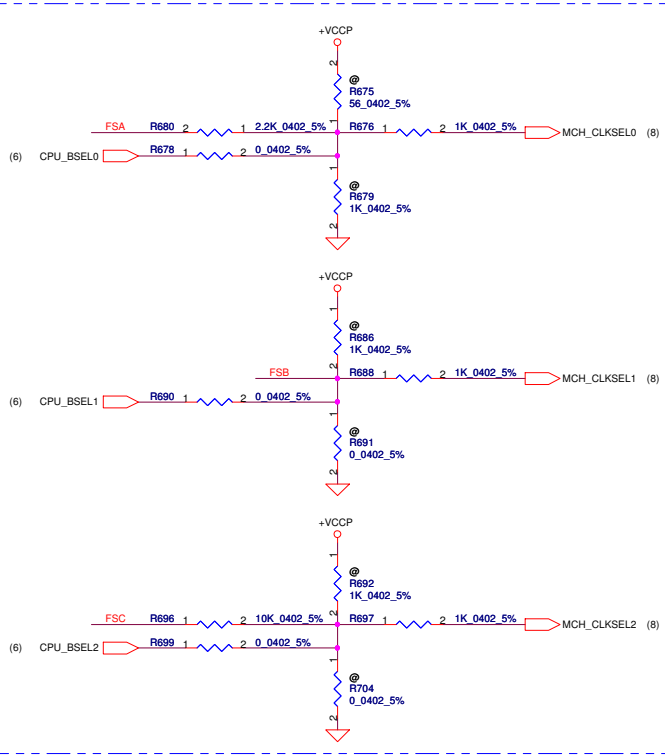 +VCCP
2
@
R675
56_0402_5%
1
FSA R680 2 1 2.2K_0402_5% R676 1 2 1K_0402_5% MCH_CLKSEL0 (8)
(6) CPU_BSEL0 R678 1 2 0_0402_5%
1
@
R679
1K_0402_5%
2
+VCCP
1
@
R686
1K_0402_5%
2
FSB R688 1 2 1K_0402_5% MCH_CLKSEL1 (8)
(6) CPU_BSEL1 R690 1 2 0_0402_5%
1
@
R691
0_0402_5%
2
+VCCP
1
@
R692
1K_0402_5%
2
FSC R696 1 2 10K_0402_5% R697 1 2 1K_0402_5% MCH_CLKSEL2 (8)
(6) CPU_BSEL2 R699 1 2 0_0402_5%
1
@
R704
0_0402_5%
2